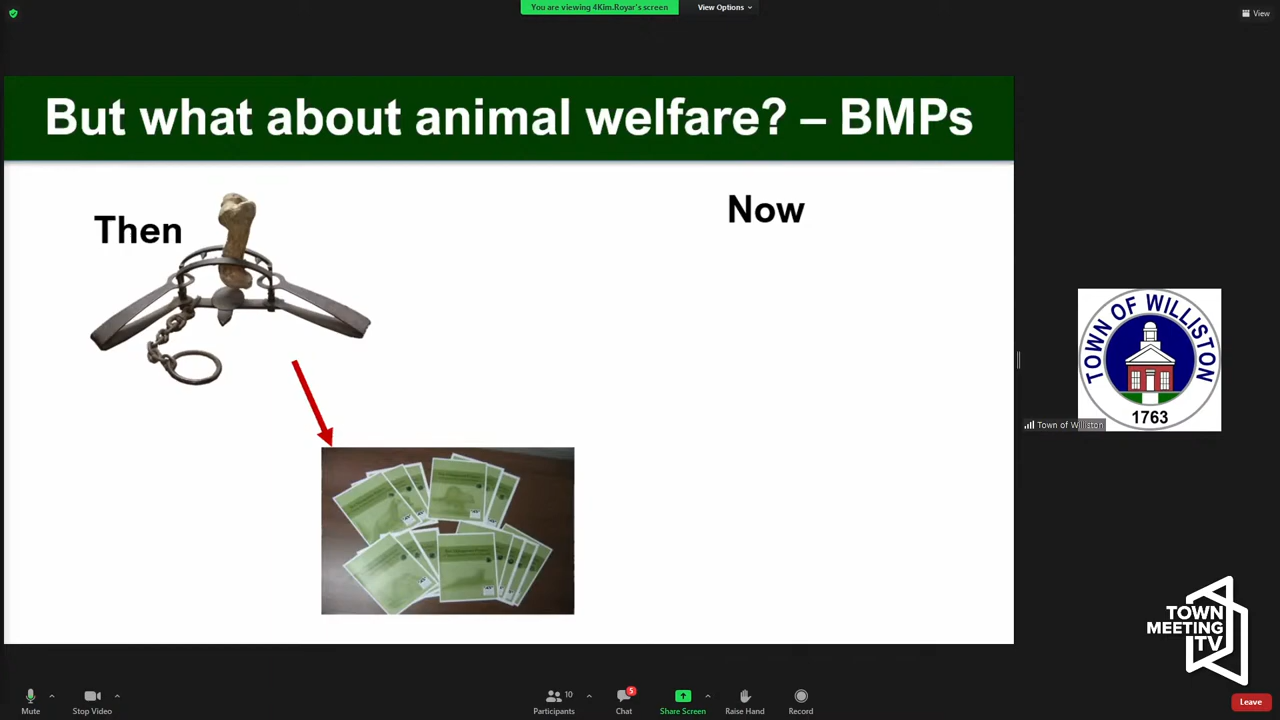 You are viewing 4Kim.Royar's screen
View Options
View
But what about animal welfare? – BMPs
Then
Now
TOWN OF WILLISTON
1763
Town of Williston
TOWN
MEETING
TV
Mute
Stop Video
Participants
10
Chat
5
Share Screen
Raise Hand
Record
Leave